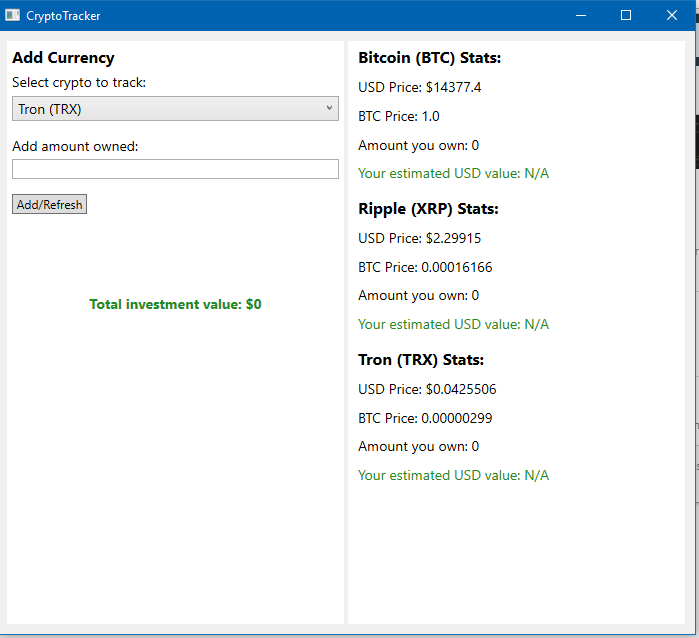 CryptoTracker
Add Currency
Select crypto to track:
Tron (TRX)
Add amount owned:
Add/Refresh
Total investment value: $0
Bitcoin (BTC) Stats:
USD Price: $14377.4
BTC Price: 1.0
Amount you own: 0
Your estimated USD value: N/A
Ripple (XRP) Stats:
USD Price: $2.29915
BTC Price: 0.00016166
Amount you own: 0
Your estimated USD value: N/A
Tron (TRX) Stats:
USD Price: $0.0425506
BTC Price: 0.00000299
Amount you own: 0
Your estimated USD value: N/A